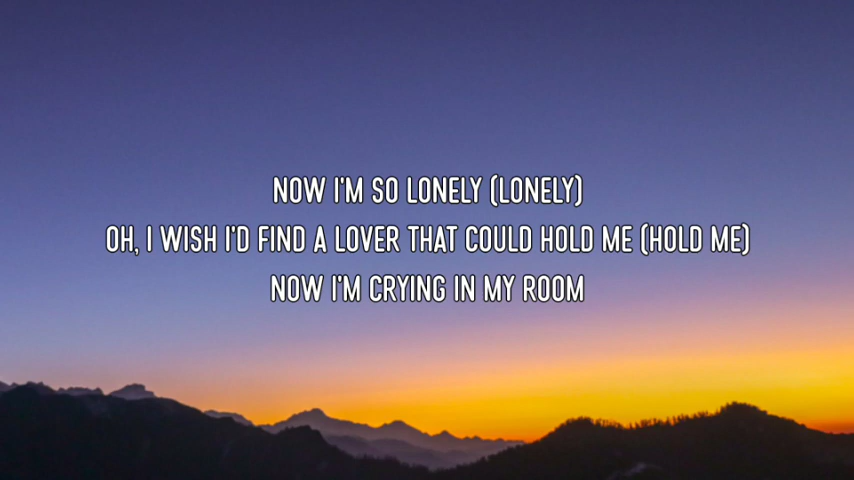 NOW I'M SO LONELY (LONELY)
OH, I WISH I'D FIND A LOVER THAT COULD HOLD ME (HOLD ME)
NOW I'M CRYING IN MY ROOM